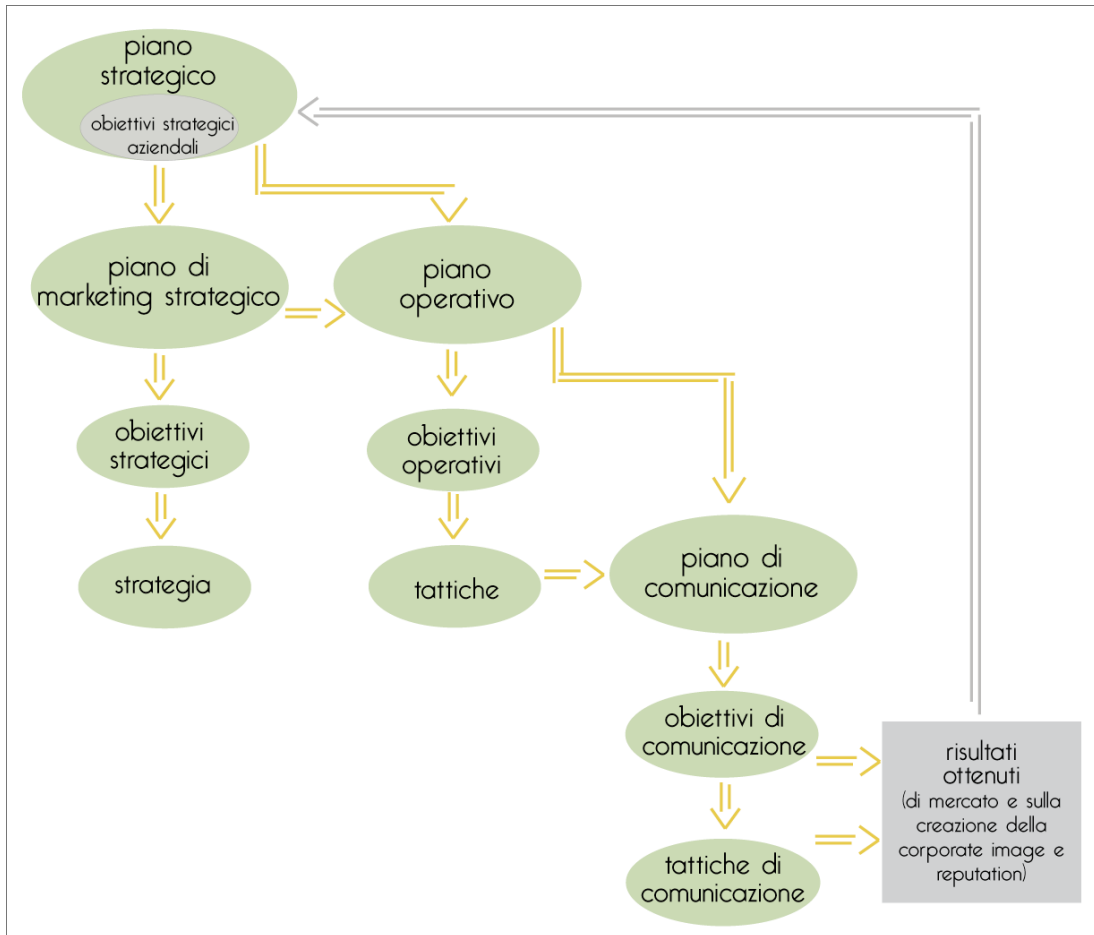 piano
strategico
obiettivi strategici
aziendali
piano di
marketing strategico
piano
operativo
obiettivi
strategici
obiettivi
operativi
strategia
tattiche
piano di
comunicazione
obiettivi di
comunicazione
tattiche di
comunicazione
risultati
ottenuti
(di mercato e sulla
creazione della
corporate image e
reputation)